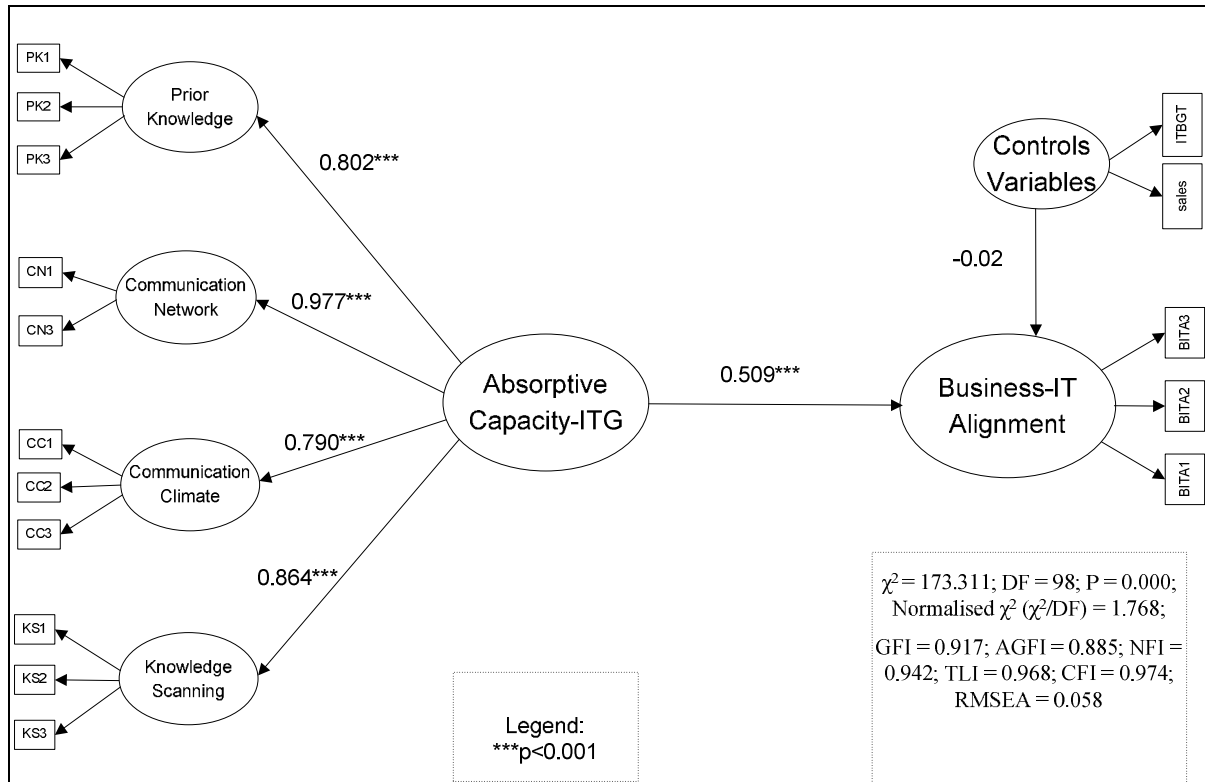 PK1
PK2
PK3
Prior
Knowledge
0.802***
CN1
CN3
Communication
Network
0.977***
CC1
CC2
CC3
Communication
Climate
0.790***
KS1
KS2
KS3
Knowledge
Scanning
0.864***
Absorptive
Capacity-ITG
0.509***
Controls
Variables
ITBGT
sales
-0.02
Business-IT
Alignment
BITA3
BITA2
BITA1
Legend:
***p<0.001
χ² = 173.311; DF = 98; P = 0.000;
Normalised χ² (χ²/DF) = 1.768;
GFI = 0.917; AGFI = 0.885; NFI =
0.942; TLI = 0.968; CFI = 0.974;
RMSEA = 0.058